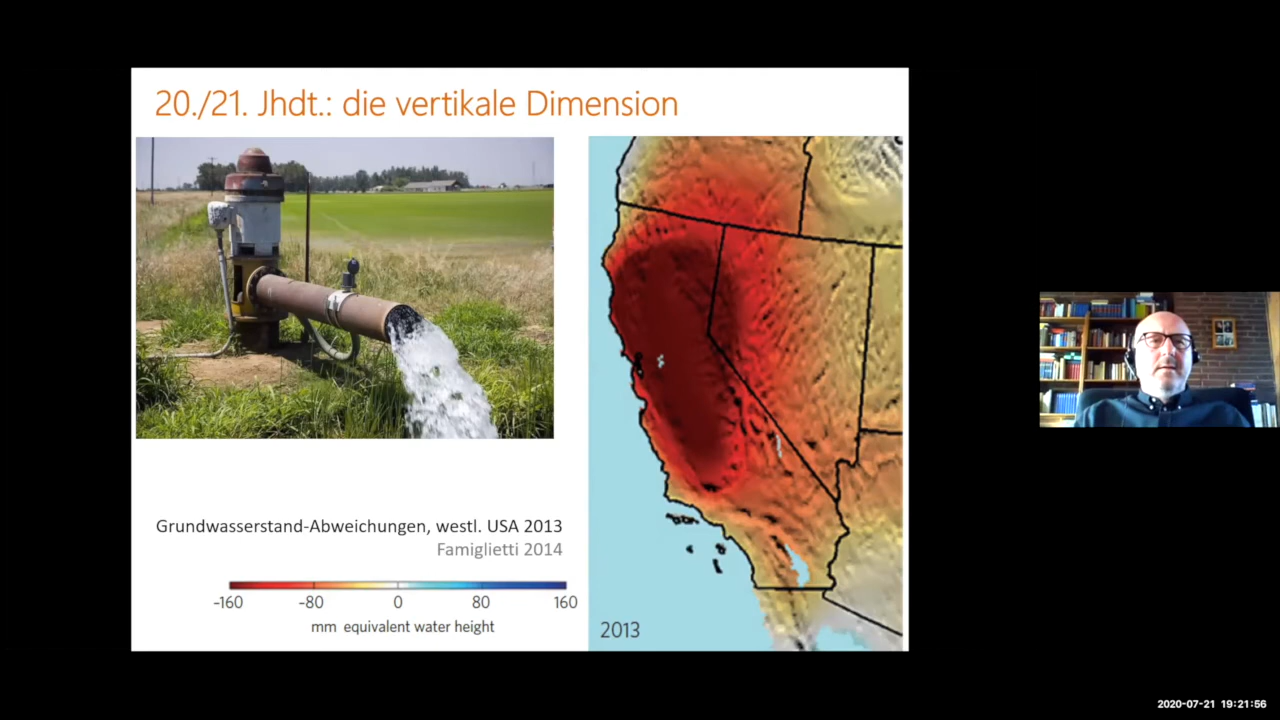 20./21. Jhdt.: die vertikale Dimension
Grundwasserstand-Abweichungen, westl. USA 2013
Famiglietti 2014
-160 -80 0 80 160
mm equivalent water height
2013
2020-07-21 19:21:56